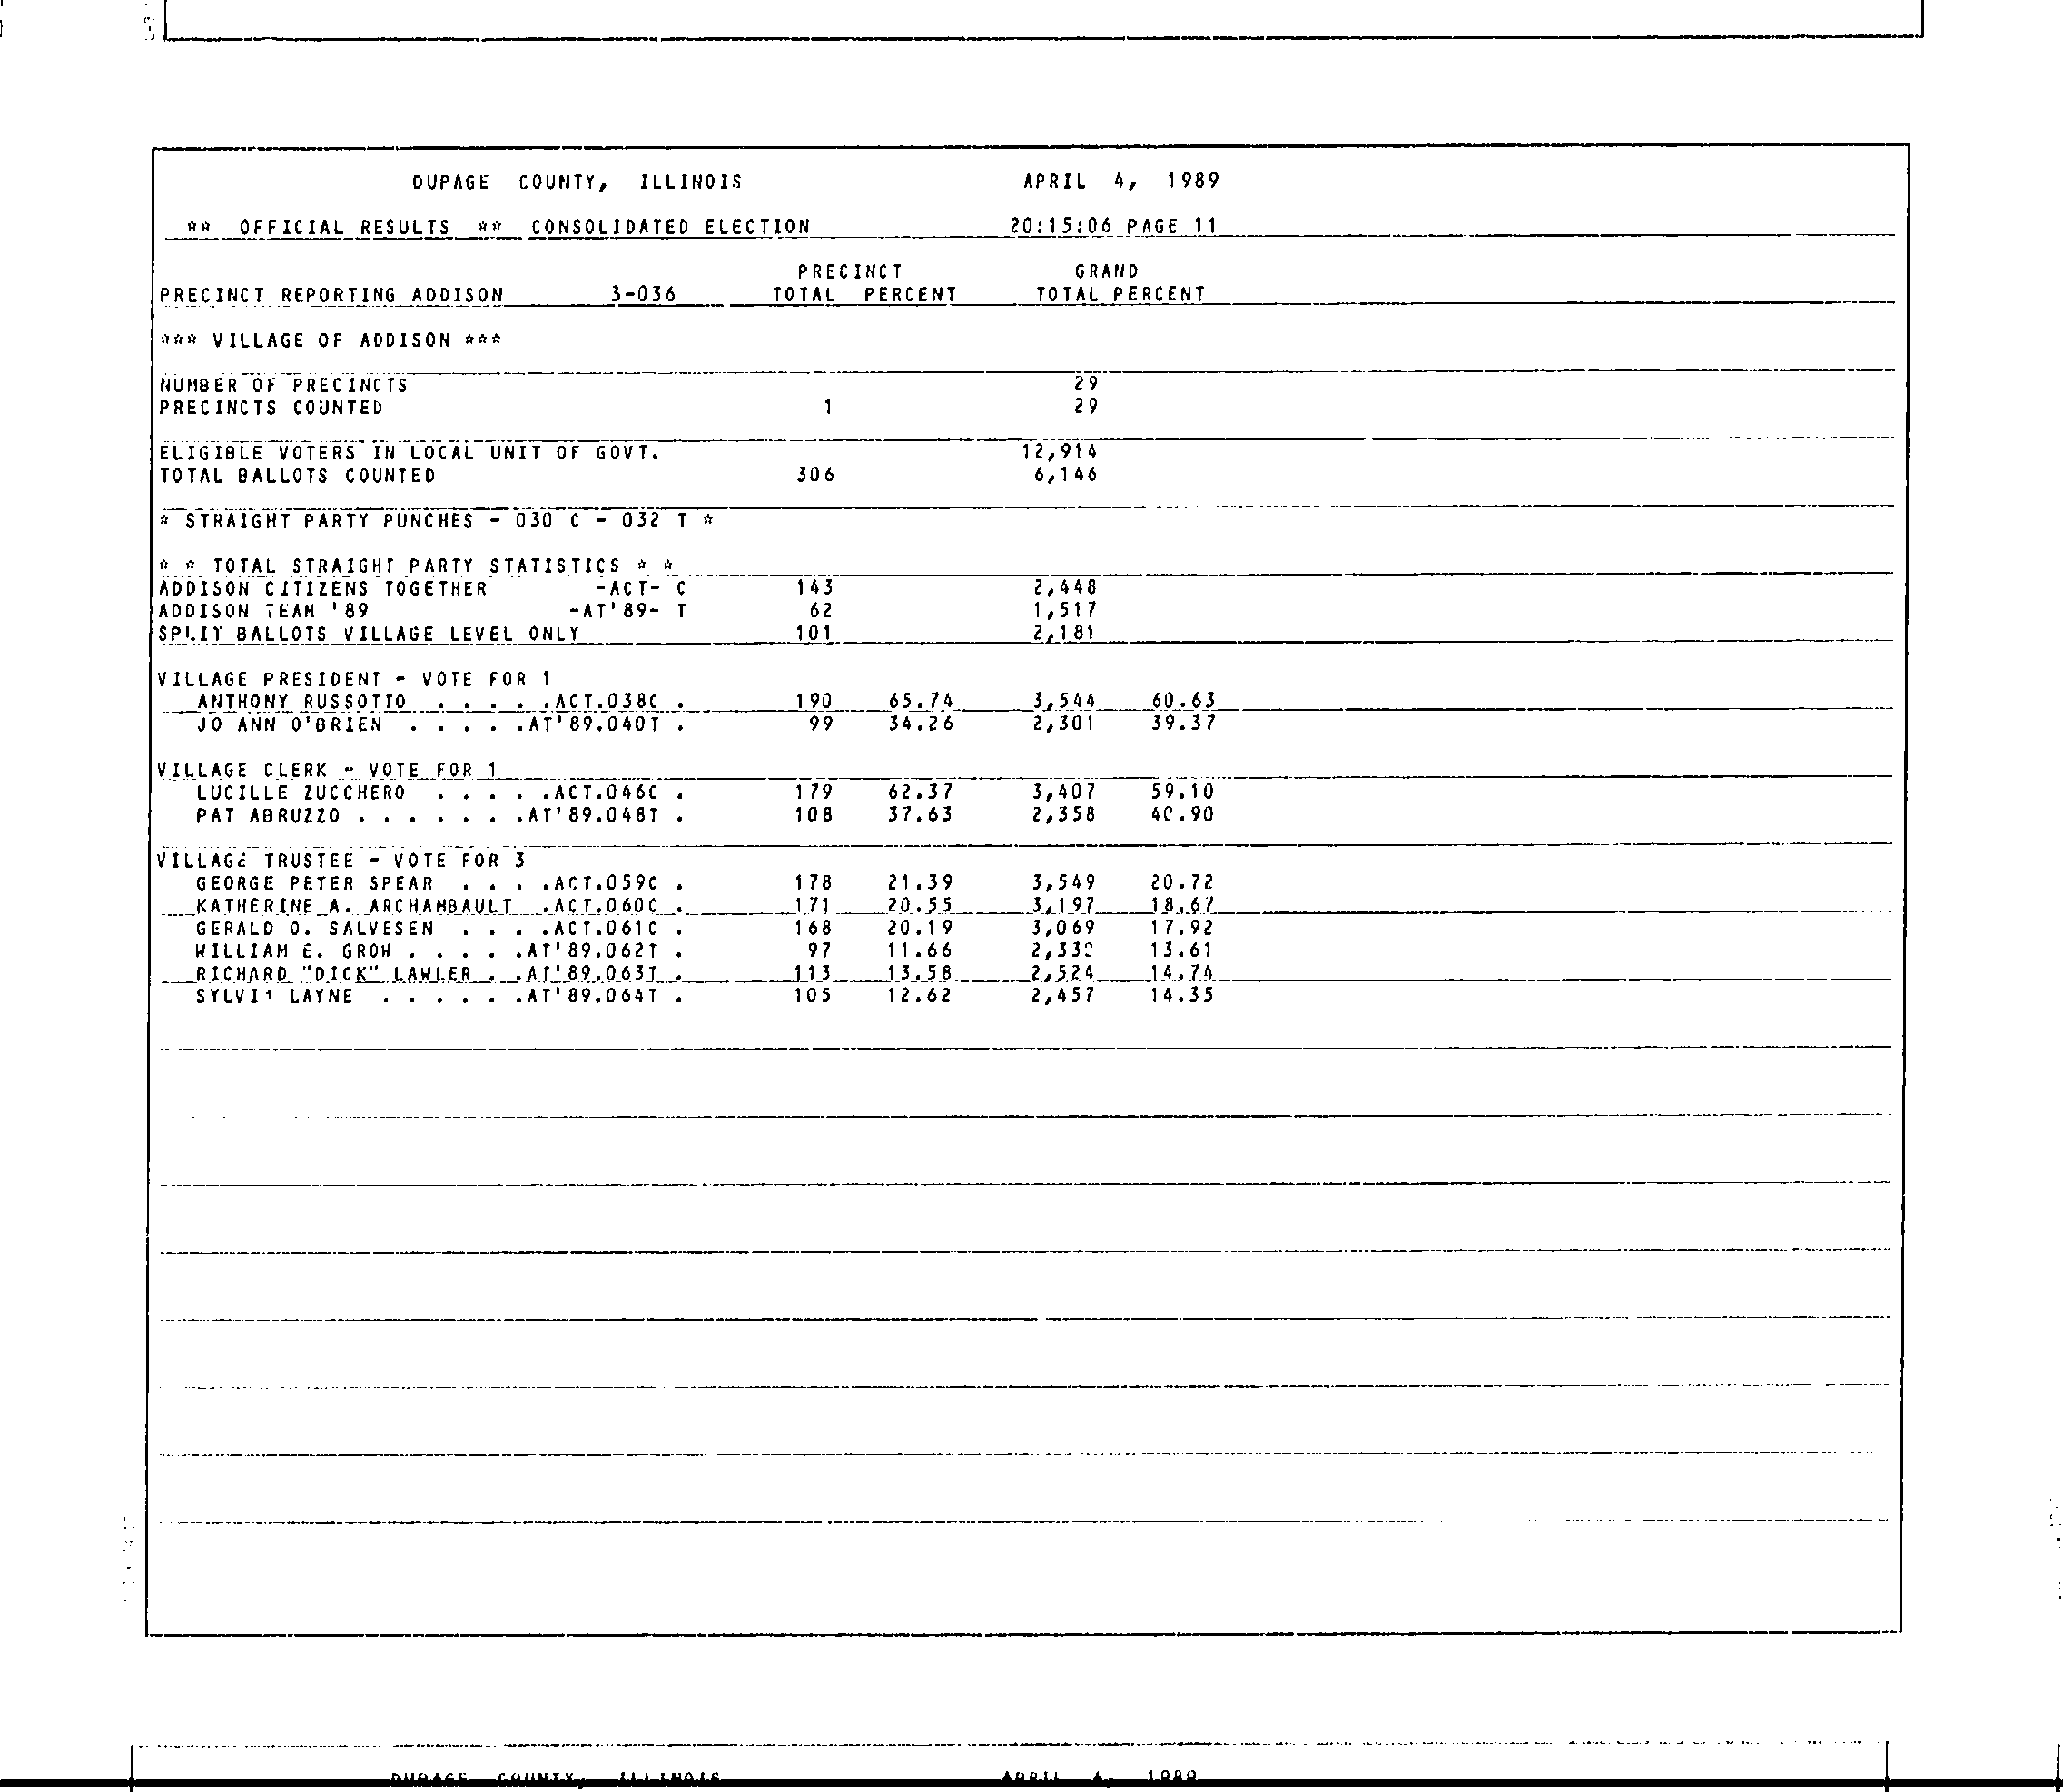 DUPAGE COUNTY, ILLINOIS APRIL 4, 1989
** OFFICIAL RESULTS ** CONSOLIDATED ELECTION 20:15:06 PAGE 11
PRECINCT GRAND
PRECINCT REPORTING ADDISON 3-036 TOTAL PERCENT TOTAL PERCENT
*** VILLAGE OF ADDISON ***
NUMBER OF PRECINCTS 29
PRECINCTS COUNTED 1 29
ELIGIBLE VOTERS IN LOCAL UNIT OF GOVT. 12,914
TOTAL BALLOTS COUNTED 306 6,146
* STRAIGHT PARTY PUNCHES - 030 C - 032 T *
* * TOTAL STRAIGHT PARTY STATISTICS * *
ADDISON CITIZENS TOGETHER -ACT- C 143 2,448
ADDISON TEAM '89 -AT'89- T 62 1,517
SPLIT BALLOTS VILLAGE LEVEL ONLY 101 2,181
VILLAGE PRESIDENT - VOTE FOR 1
ANTHONY RUSSOTTO . . . . .ACT.038C . 190 65.74 3,544 60.63
JO ANN O'BRIEN . . . . .AT'89.040T . 99 34.26 2,301 39.37
VILLAGE CLERK - VOTE FOR 1
LUCILLE ZUCCHERO . . . . .ACT.046C . 179 62.37 3,407 59.10
PAT ABRUZZO . . . . . . .AT'89.048T . 108 37.63 2,358 40.90
VILLAGE TRUSTEE - VOTE FOR 3
GEORGE PETER SPEAR . . . .ACT.059C . 178 21.39 3,549 20.72
KATHERINE A. ARCHAMBAULT .ACT.060C . 171 20.55 3,197 18.67
GERALD O. SALVESEN . . . .ACT.061C . 168 20.19 3,069 17.92
WILLIAM E. GROW . . . . .AT'89.062T . 97 11.66 13.61
RICHARD "DICK" LAWLER . .AT'89.063T . 113 13.58 2,524 14.74
SYLVIA LAYNE . . . . . .AT'89.064T . 105 12.62 2,457 14.35
DUPAGE COUNTY, ILLINOIS APRIL 4, 1989